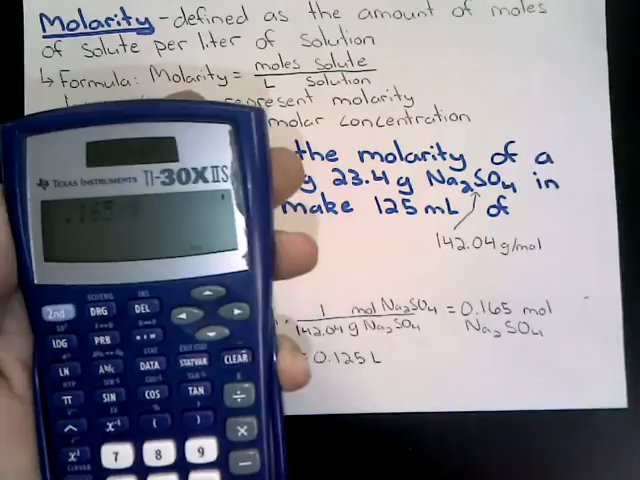 Molarity - defined as the amount of moles
of solute per liter of solution
↳ Formula: Molarity = moles solute
L solution
represent molarity
molar concentration
the molarity of a
g 23.4 g Na2SO4 in
make 125 mL of
142.04 g/mol
1 mol Na2SO4 = 0.165 mol
142.04 g Na2SO4 Na2SO4
= 0.125 L
TEXAS INSTRUMENTS TI-30X IIS
.165
2nd DRG DEL
LOG PRB
LN DATA STATVAR CLEAR
π SIN COS TAN ÷
^ x⁻¹ ( ) ×
x² 7 8 9 −